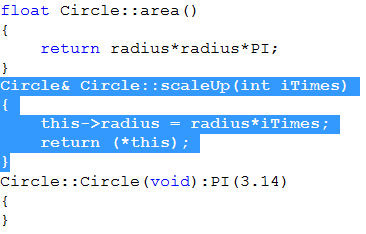 float Circle::area()
{
    return radius*radius*PI;
}
Circle& Circle::scaleUp(int iTimes)
{
    this->radius = radius*iTimes;
    return (*this);
}
Circle::Circle(void):PI(3.14)
{
}